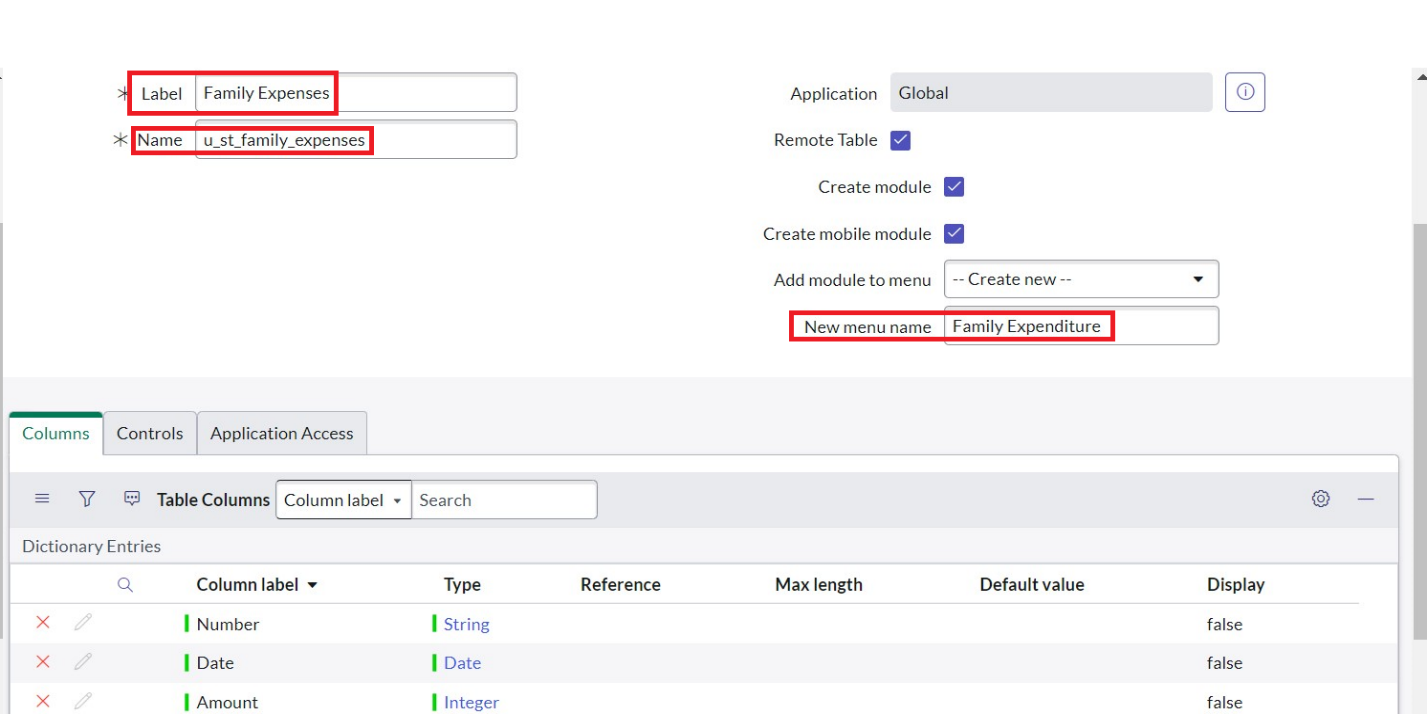 * Label Family Expenses
Application Global
* Name u_st_family_expenses
Remote Table
Create module
Create mobile module
Add module to menu -- Create new --
New menu name Family Expenditure
Columns Controls Application Access
Table Columns Column label Search
Dictionary Entries
Column label Type Reference Max length Default value Display
Number String false
Date Date false
Amount Integer false